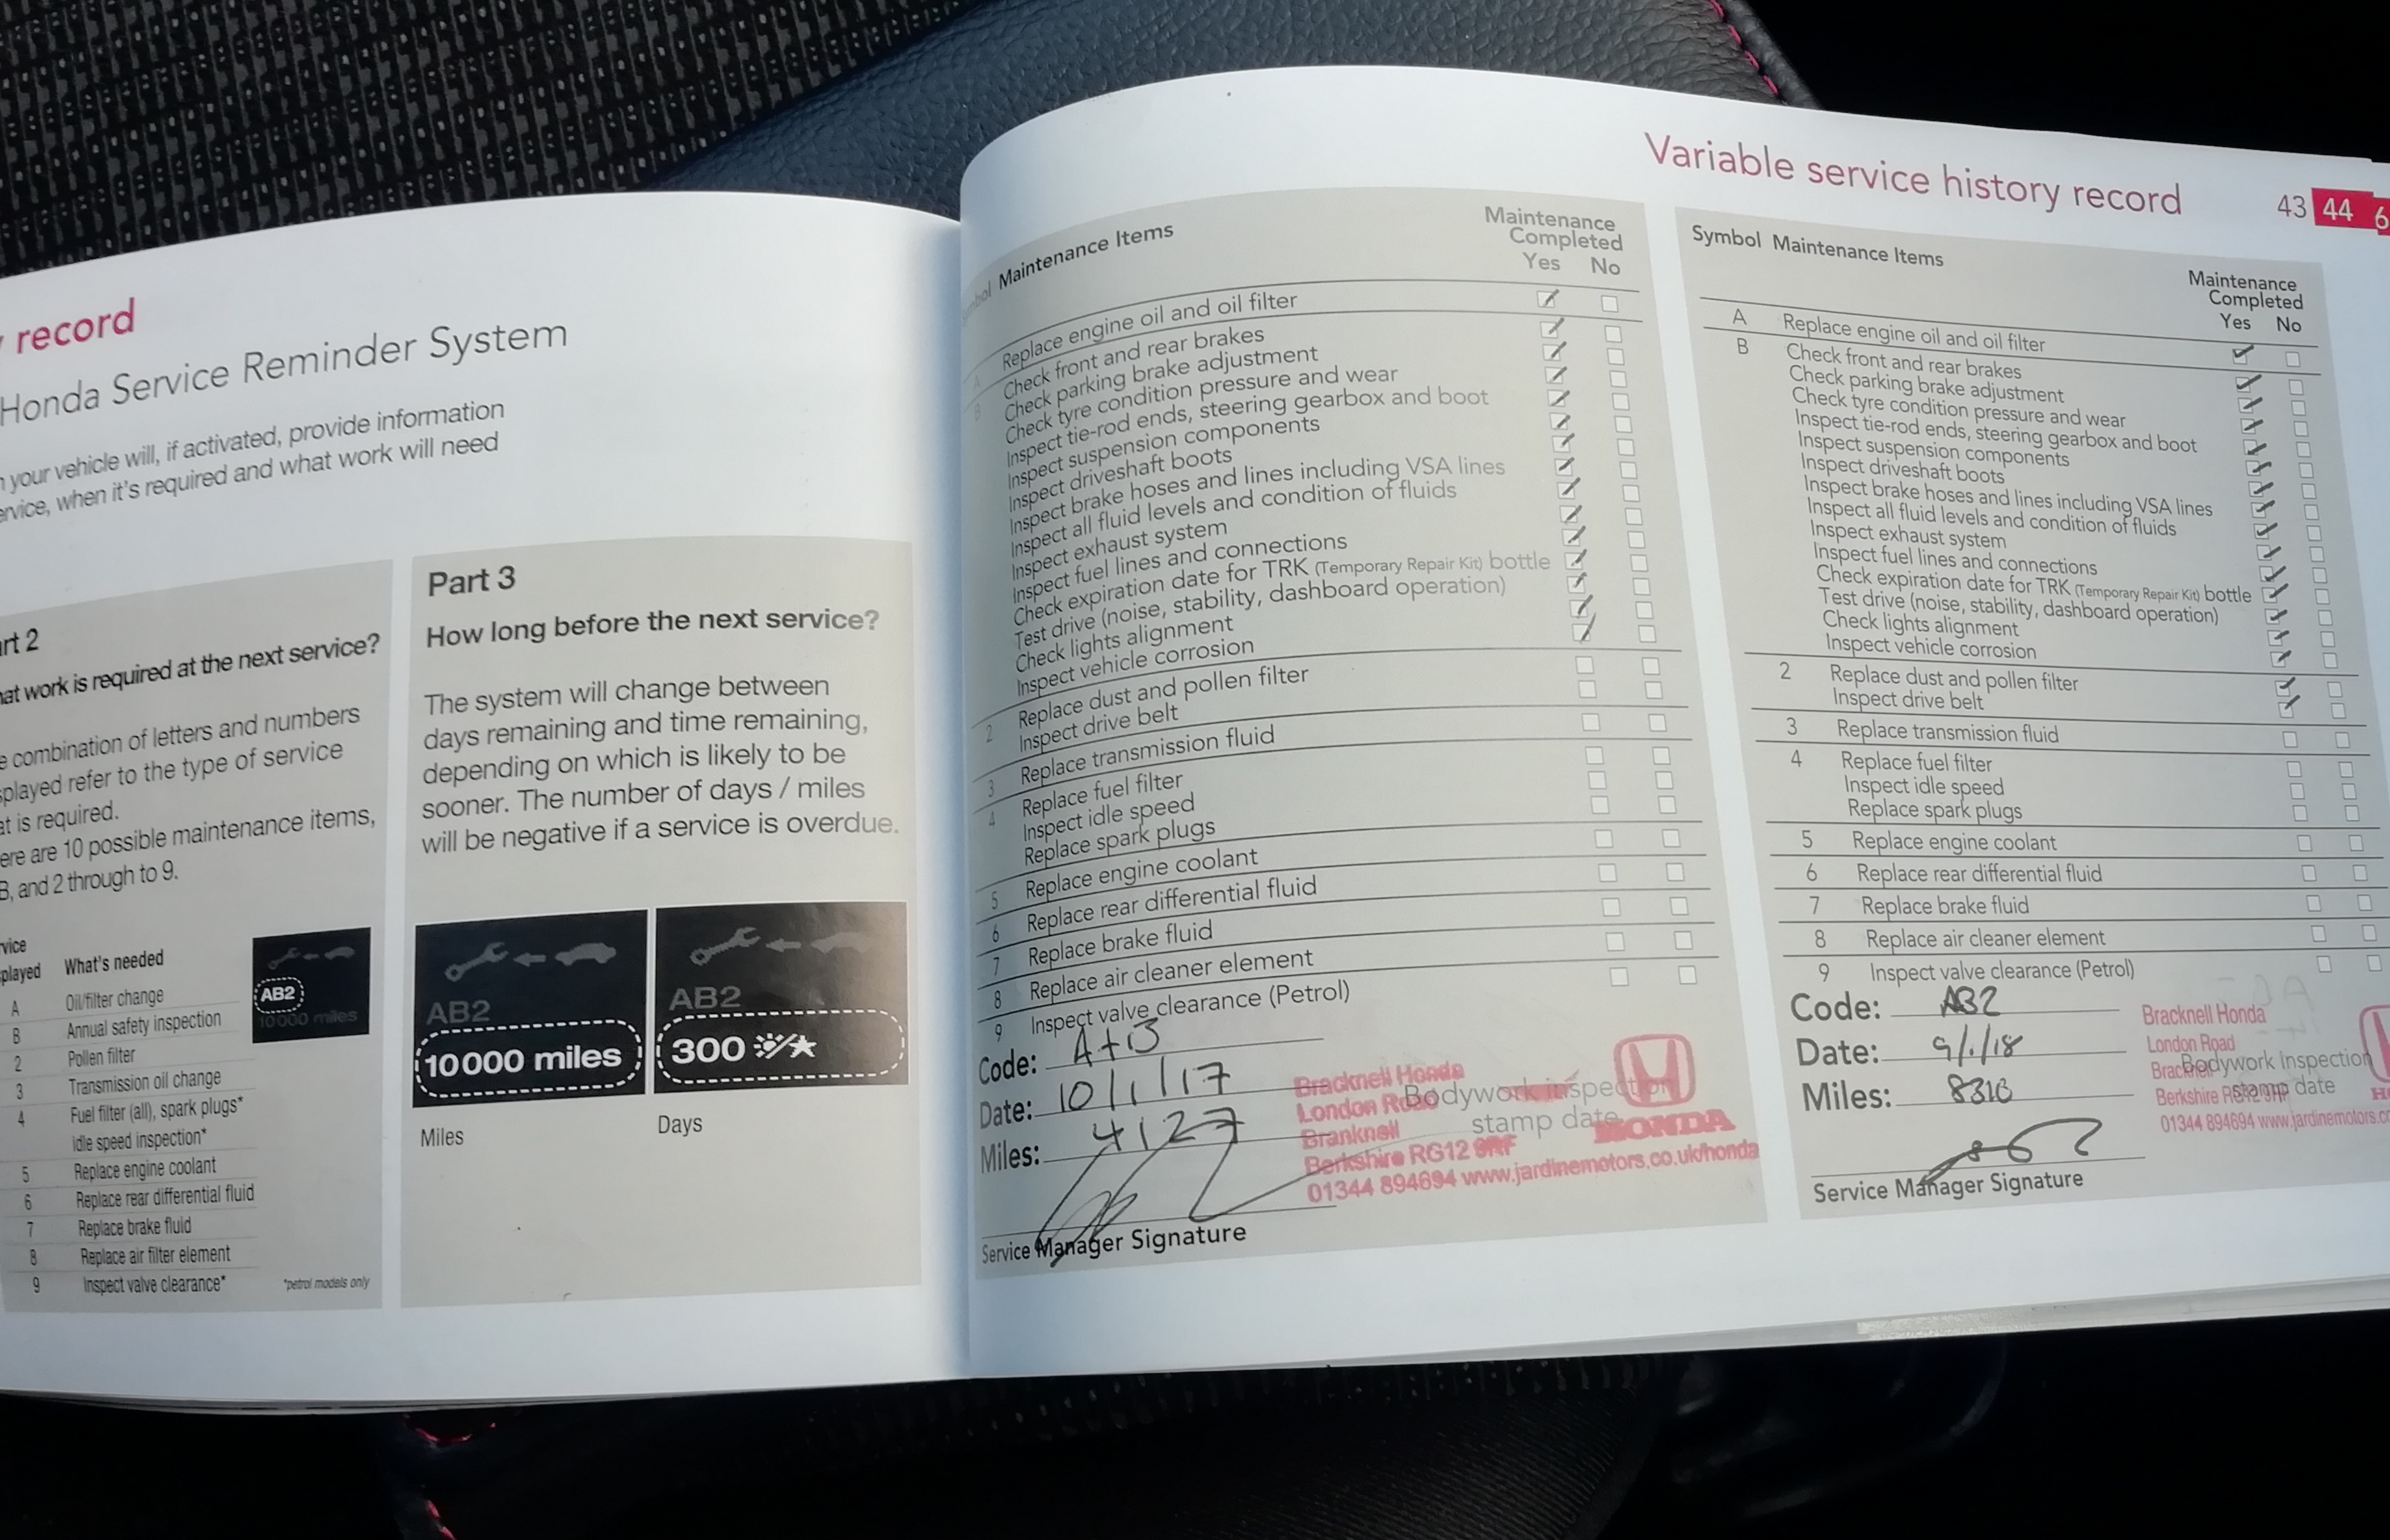 record
Honda Service Reminder System
your vehicle will, if activated, provide information
when it's required and what work will need
2
work is required at the next service?
combination of letters and numbers
refer to the type of service
is required.
are 10 possible maintenance items,
B, and 2 through to 9.
What's needed
A Oil/filter change
B Annual safety inspection
2 Pollen filter
3 Transmission oil change
4 Fuel filter (all), spark plugs*
idle speed inspection*
5 Replace engine coolant
6 Replace rear differential fluid
7 Replace brake fluid
8 Replace air filter element
9 Inspect valve clearance*
*petrol models only
AB2
10000 miles
Part 3
How long before the next service?
The system will change between
days remaining and time remaining,
depending on which is likely to be
sooner. The number of days / miles
will be negative if a service is overdue.
AB2
10000 miles
Miles
AB2
300
Days
Variable service history record
43 44 6
Symbol Maintenance Items
Maintenance
Completed
Yes No
A Replace engine oil and oil filter
B Check front and rear brakes
Check parking brake adjustment
Check tyre condition pressure and wear
Inspect tie-rod ends, steering gearbox and boot
Inspect suspension components
Inspect driveshaft boots
Inspect brake hoses and lines including VSA lines
Inspect all fluid levels and condition of fluids
Inspect exhaust system
Inspect fuel lines and connections
Check expiration date for TRK (Temporary Repair Kit) bottle
Test drive (noise, stability, dashboard operation)
Check lights alignment
Inspect vehicle corrosion
2 Replace dust and pollen filter
Inspect drive belt
3 Replace transmission fluid
4 Replace fuel filter
Inspect idle speed
Replace spark plugs
5 Replace engine coolant
6 Replace rear differential fluid
7 Replace brake fluid
8 Replace air cleaner element
9 Inspect valve clearance (Petrol)
Code: A+B
Date: 10/1/17
Miles: 4127
Service Manager Signature
Bracknell Honda
London Road
Bracknell
Berkshire RG12 9RF
01344 894694 www.jardinemotors.co.uk/honda
Bodywork inspection
stamp date
HONDA
Symbol Maintenance Items
Maintenance
Completed
Yes No
A Replace engine oil and oil filter
B Check front and rear brakes
Check parking brake adjustment
Check tyre condition pressure and wear
Inspect tie-rod ends, steering gearbox and boot
Inspect suspension components
Inspect driveshaft boots
Inspect brake hoses and lines including VSA lines
Inspect all fluid levels and condition of fluids
Inspect exhaust system
Inspect fuel lines and connections
Check expiration date for TRK (Temporary Repair Kit) bottle
Test drive (noise, stability, dashboard operation)
Check lights alignment
Inspect vehicle corrosion
2 Replace dust and pollen filter
Inspect drive belt
3 Replace transmission fluid
4 Replace fuel filter
Inspect idle speed
Replace spark plugs
5 Replace engine coolant
6 Replace rear differential fluid
7 Replace brake fluid
8 Replace air cleaner element
9 Inspect valve clearance (Petrol)
Code: AB2
Date: 9/1/18
Miles: 8310
Service Manager Signature
Bracknell Honda
London Road
Berkshire
01344 894694 www.jardinemotors.co
Bodywork Inspection
stamp date